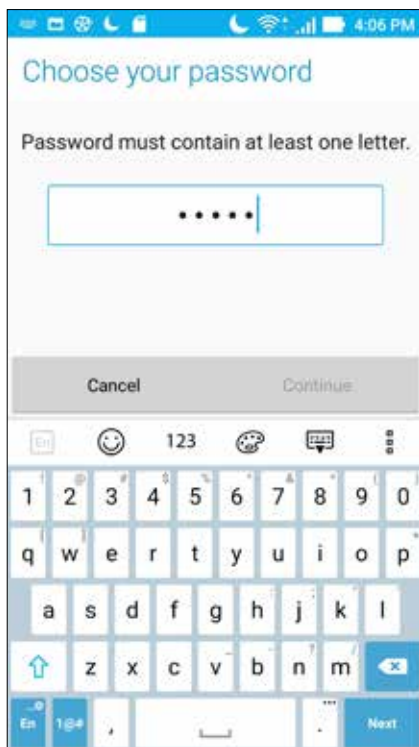 4:06 PM
Choose your password
Password must contain at least one letter.
•••••
Cancel Continue
En 123
1 2 3 4 5 6 7 8 9 0
q w e r t y u i o p
a s d f g h j k l
z x c v b n m
En 1@# , . Next